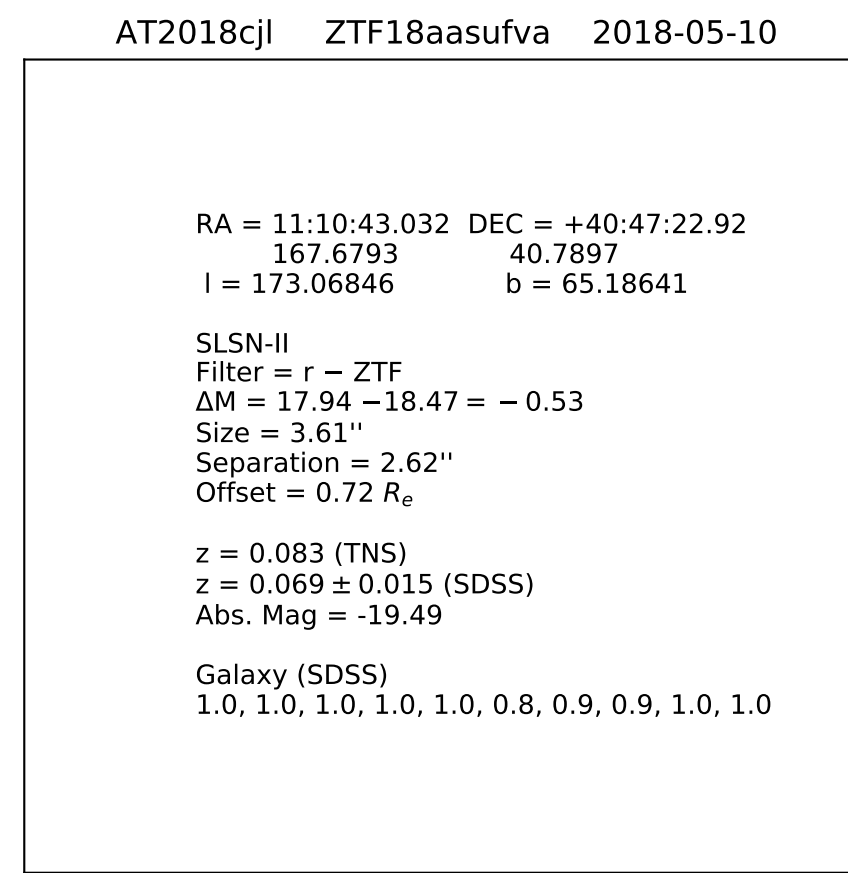 AT2018cjl ZTF18aasufva 2018-05-10
RA = 11:10:43.032 DEC = +40:47:22.92
167.6793 40.7897
l = 173.06846 b = 65.18641
SLSN-II
Filter = r − ZTF
ΔM = 17.94 −18.47 = − 0.53
Size = 3.61''
Separation = 2.62''
Offset = 0.72 Re
z = 0.083 (TNS)
z = 0.069 ± 0.015 (SDSS)
Abs. Mag = -19.49
Galaxy (SDSS)
1.0, 1.0, 1.0, 1.0, 1.0, 0.8, 0.9, 0.9, 1.0, 1.0